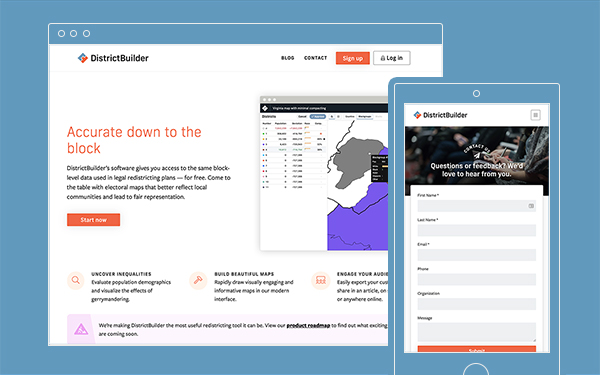 DistrictBuilder
BLOG
CONTACT
Sign up
Log in
Accurate down to the
block
DistrictBuilder's software gives you access to the same block-
level data used in legal redistricting plans — for free. Come to
the table with electoral maps that better reflect local
communities and lead to fair representation.
Start now
Virginia map with minimal compacting
Districts
UNCOVER INEQUALITIES
Evaluate population demographics
and visualize the effects of
gerrymandering.
BUILD BEAUTIFUL MAPS
Rapidly draw visually engaging and
informative maps in our modern
interface.
ENGAGE YOUR AUDI
Easily export your cust
share in an article, on
or anywhere online.
We're making DistrictBuilder the most useful redistricting tool it can be. View our product roadmap to find out what exciting
are coming soon.
DistrictBuilder
CONTACT
Questions or feedback? We'd
love to hear from you.
First Name *
Last Name *
Email *
Phone
Organization
Message
Submit